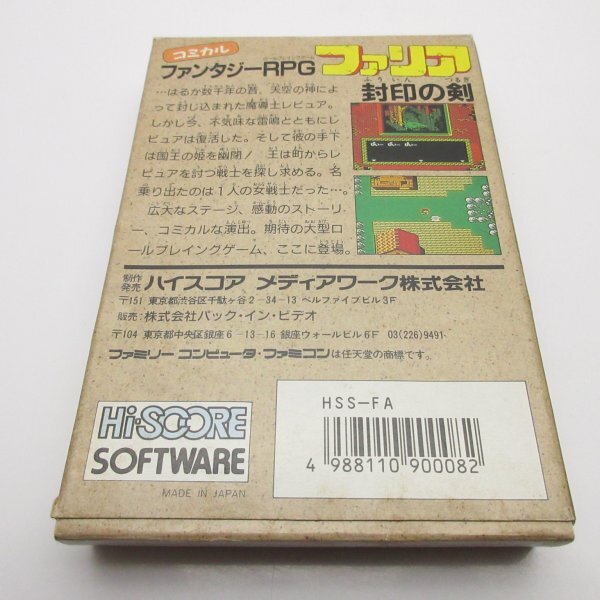 コミカル
ファンタジーRPG
ファリア
ふういん つるぎ
封印の剣
…はるか数千年の昔、天空の神によ
って封じ込まれた魔導士レビュア。
しかし今、不気味な雷鳴とともにレ
ビュアは復活した。そして彼の手下
は国王の姫を幽閉！ 王は町からレ
ビュアを討つ戦士を探し求める。名
乗り出たのは1人の女戦士だった…。
広大なステージ、感動のストーリ
ー、コミカルな演出。期待の大型ロ
ールプレイングゲーム、ここに登場。
制作
発売 ハイスコア メディアワーク株式会社
〒151 東京都渋谷区千駄ヶ谷2-34-13 ベルファイブビル3F
販売:株式会社パック・イン・ビデオ
〒104 東京都中央区銀座6-13-16 銀座ウォールビル6F 03(226)9491
ファミリー コンピュータ・ファミコンは任天堂の商標です。
HSS-FA
4 988110 900082
Hi-SCORE
SOFTWARE
MADE IN JAPAN